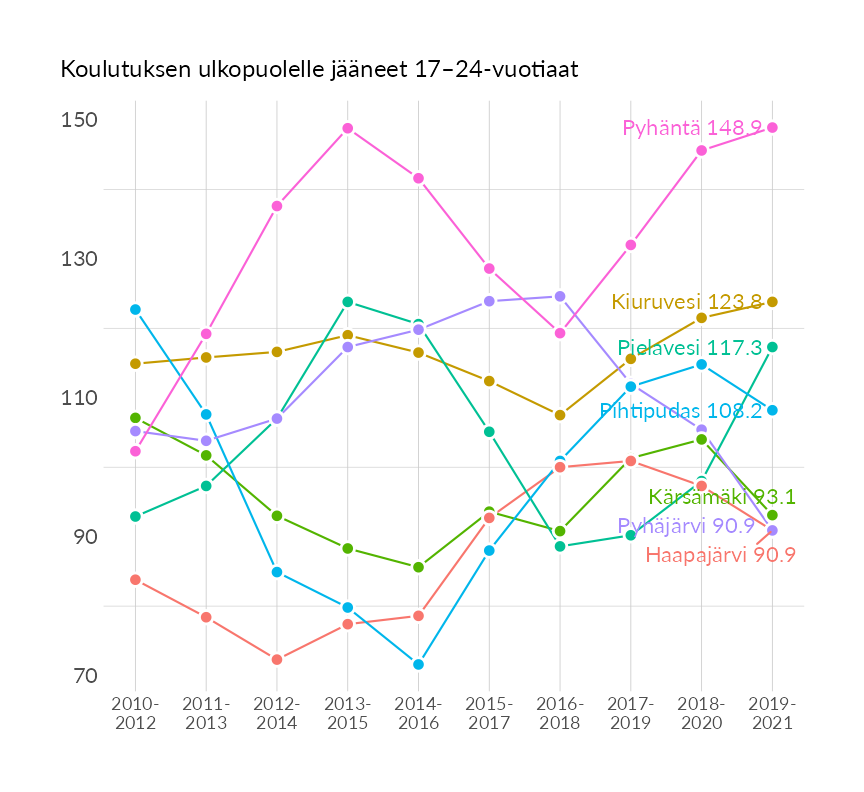 Koulutuksen ulkopuolelle jääneet 17–24-vuotiaat
150
Pyhäntä 148.9
130
Kiuruvesi 123.8
Pielavesi 117.3
110
Pihtipudas 108.2
Kärsämäki 93.1
90
Pyhäjärvi 90.9
Haapajärvi 90.9
70
2010- 2011- 2012- 2013- 2014- 2015- 2016- 2017- 2018- 2019-
2012 2013 2014 2015 2016 2017 2018 2019 2020 2021